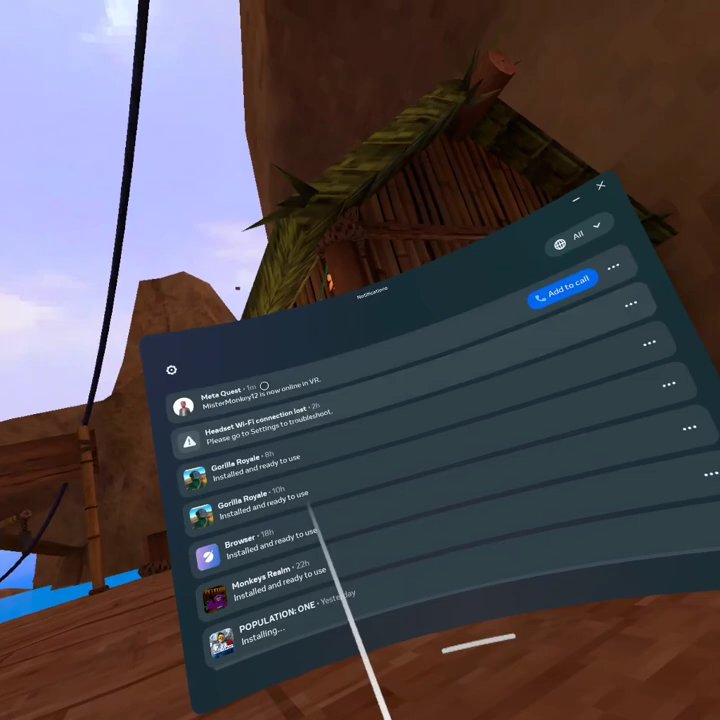 Notifications
All
Meta Quest · 1m
MisterMonkey12 is now online in VR.
Add to call
Headset Wi-Fi connection lost · 2h
Please go to Settings to troubleshoot.
Gorilla Royale · 8h
Installed and ready to use
Gorilla Royale · 10h
Installed and ready to use
Browser · 18h
Installed and ready to use
Monkeys Realm · 22h
Installed and ready to use
POPULATION: ONE · Yesterday
Installing...